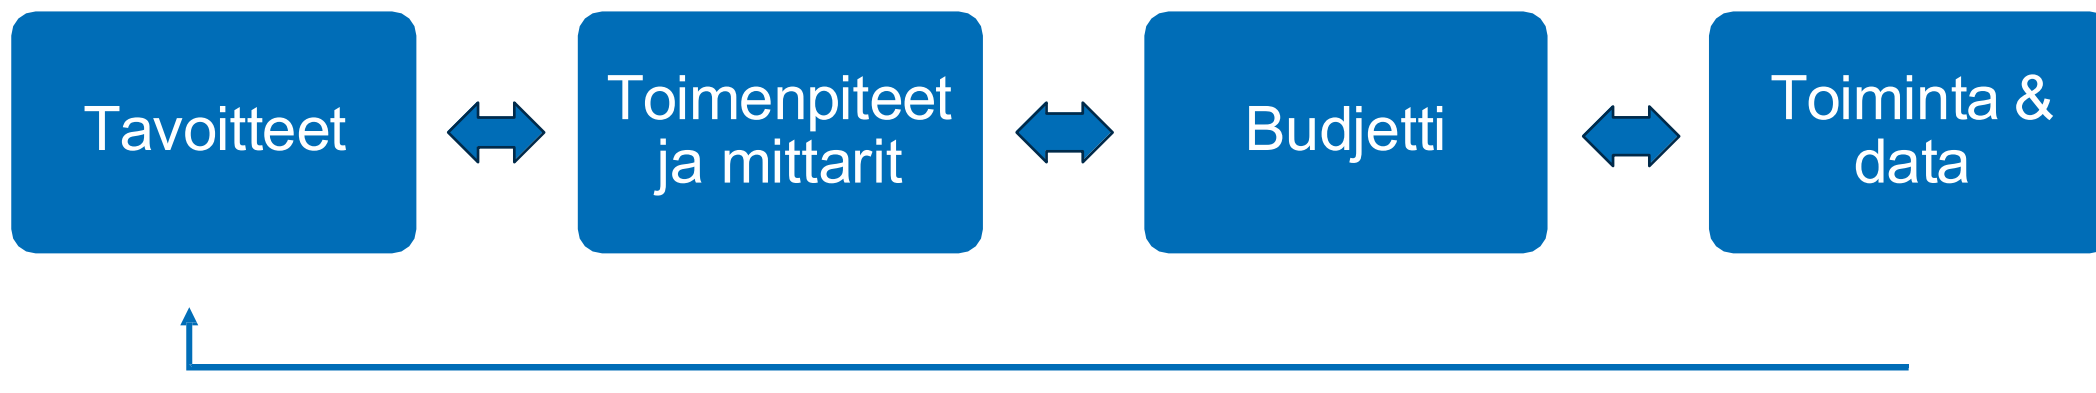 Tavoitteet
Toimenpiteet
ja mittarit
Budjetti
Toiminta &
data